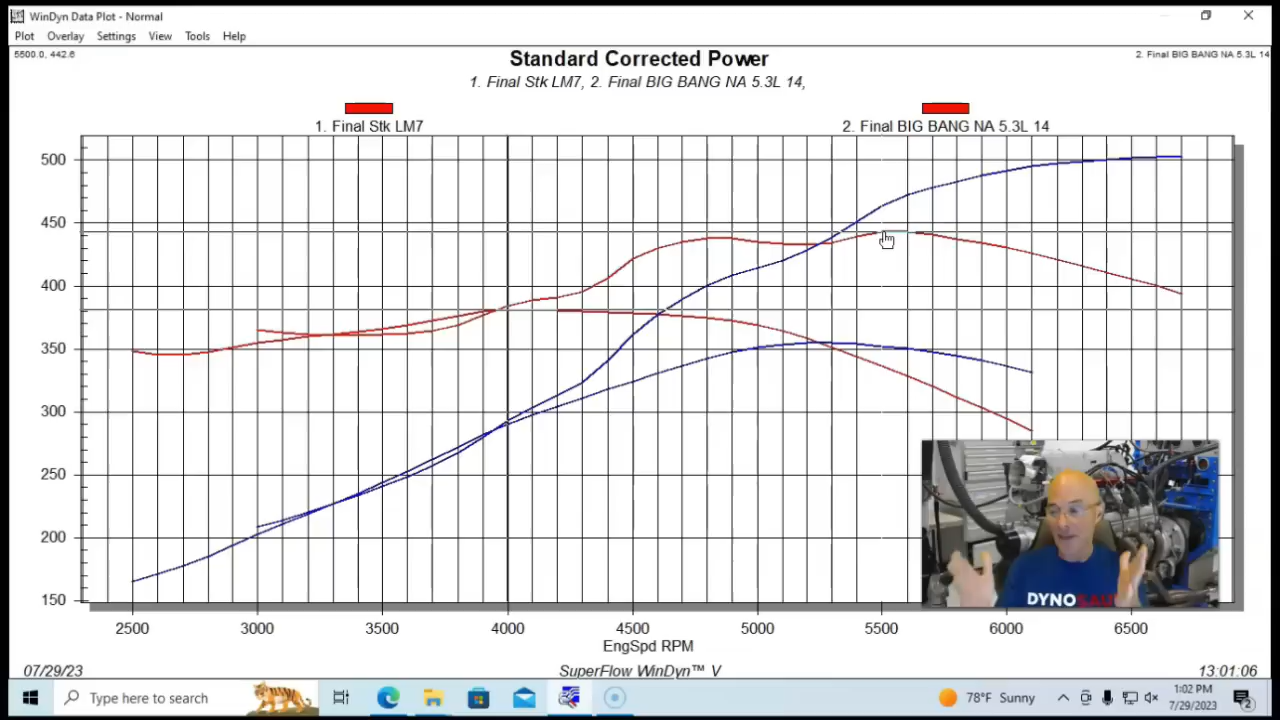 WinDyn Data Plot - Normal
Plot Overlay Settings View Tools Help
5500.0, 442.6
2. Final BIG BANG NA 5.3L 14
Standard Corrected Power
1. Final Stk LM7, 2. Final BIG BANG NA 5.3L 14,
1. Final Stk LM7
2. Final BIG BANG NA 5.3L 14
500
450
400
350
300
250
200
150
2500 3000 3500 4000 4500 5000 5500 6000 6500
EngSpd RPM
DYNOSAU
07/29/23
SuperFlow WinDyn™ V
13:01:06
Type here to search
78°F Sunny
1:02 PM
7/29/2023
2